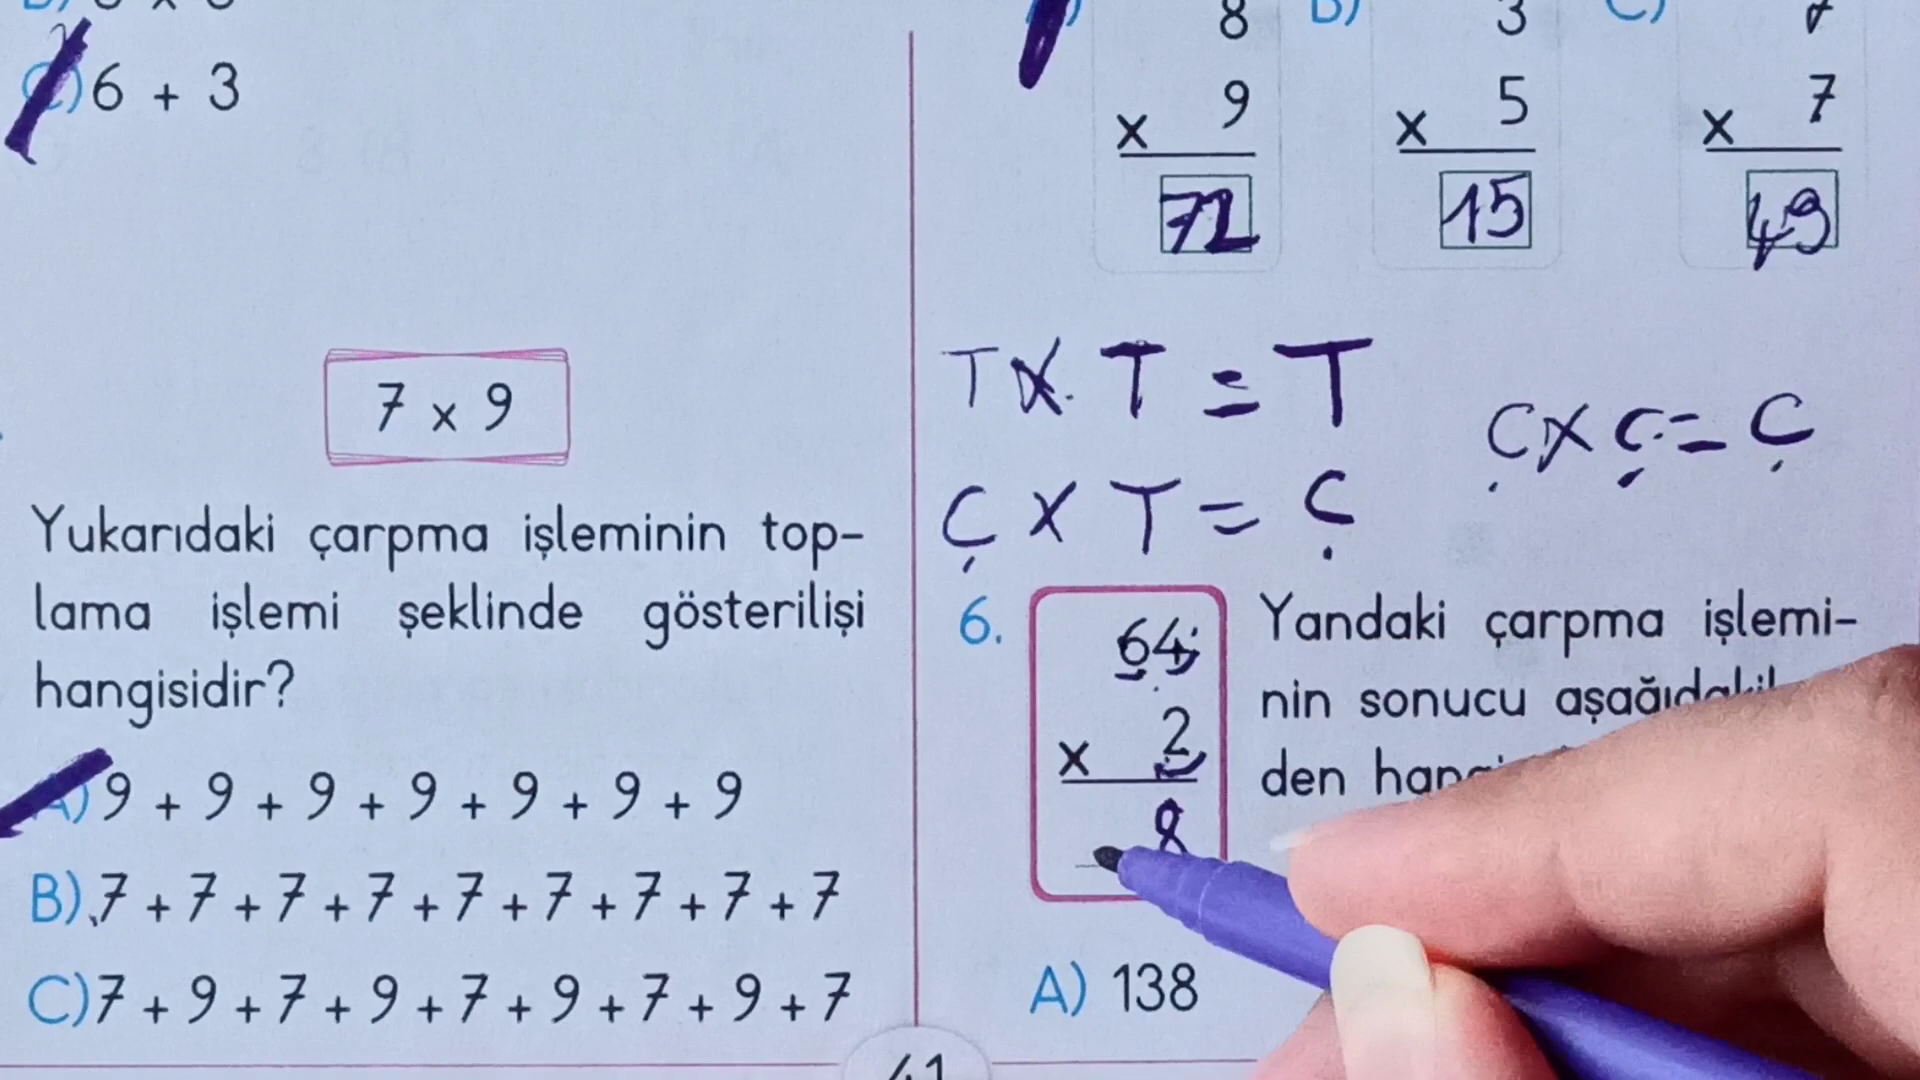 C) 6 + 3
7 x 9
Yukarıdaki çarpma işleminin top-
lama işlemi şeklinde gösterilişi
hangisidir?
A) 9 + 9 + 9 + 9 + 9 + 9 + 9
B) 7 + 7 + 7 + 7 + 7 + 7 + 7 + 7 + 7
C) 7 + 9 + 7 + 9 + 7 + 9 + 7 + 9 + 7
8 B) 3 C) 7
x 9 x 5 x 7
72 15 49
T x T = T
Ç x Ç = Ç
Ç x T = Ç
6.
64
x 2
8
Yandaki çarpma işlemi-
nin sonucu
den
A) 138
41